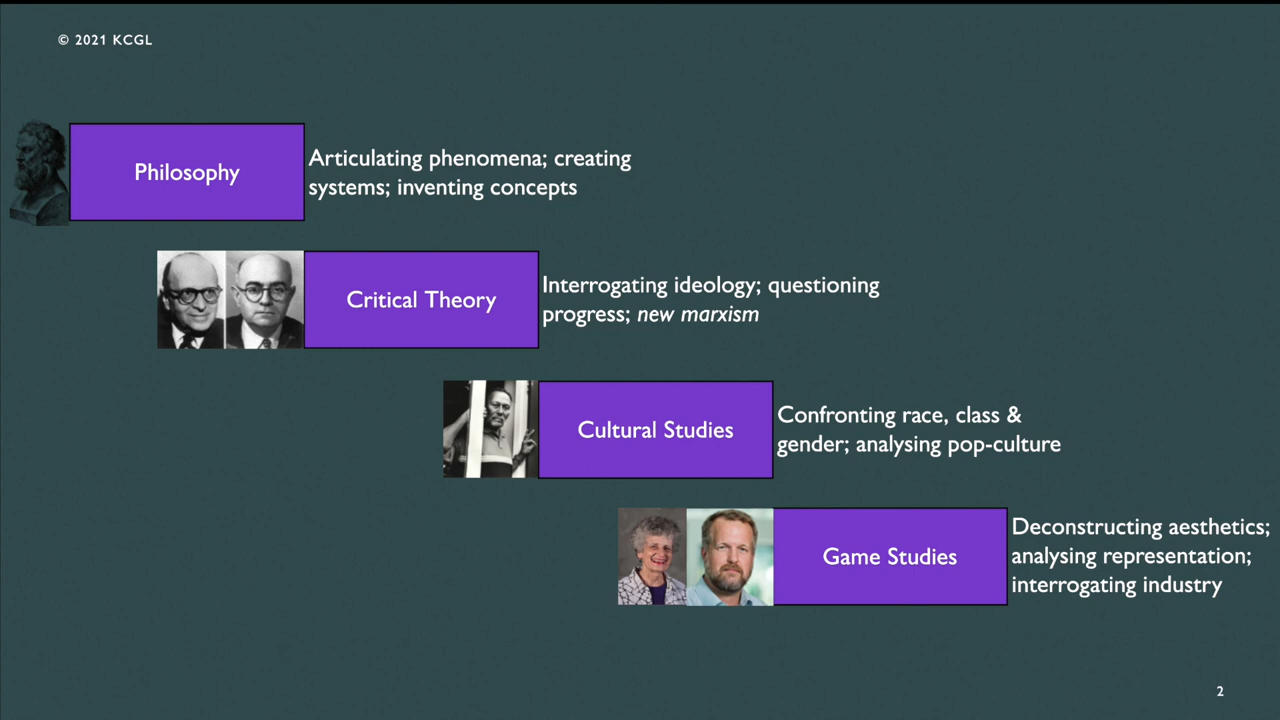 © 2021 KCGL
Philosophy
Articulating phenomena; creating
systems; inventing concepts
Critical Theory
Interrogating ideology; questioning
progress; new marxism
Cultural Studies
Confronting race, class &
gender; analysing pop-culture
Game Studies
Deconstructing aesthetics;
analysing representation;
interrogating industry
2